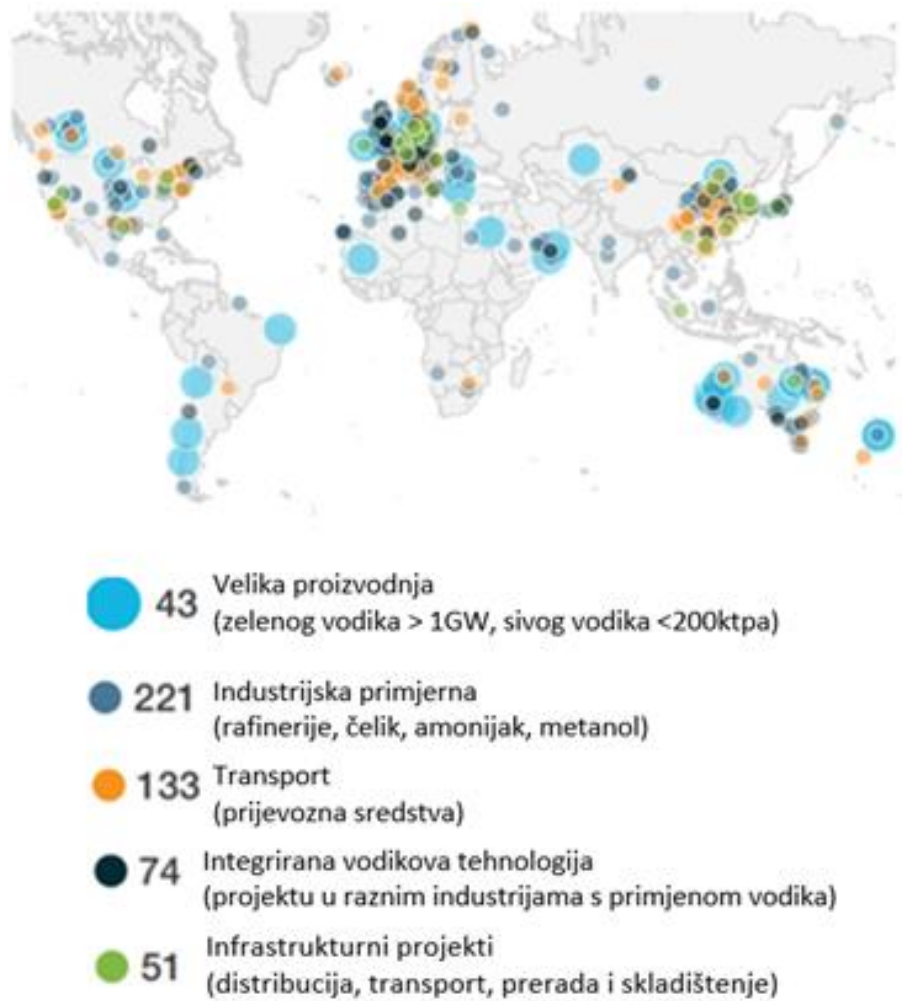 43 Velika proizvodnja
(zelenog vodika > 1GW, sivog vodika <200ktpa)
221 Industrijska primjerna
(rafinerije, čelik, amonijak, metanol)
133 Transport
(prijevozna sredstva)
74 Integrirana vodikova tehnologija
(projektu u raznim industrijama s primjenom vodika)
51 Infrastrukturni projekti
(distribucija, transport, prerada i skladištenje)